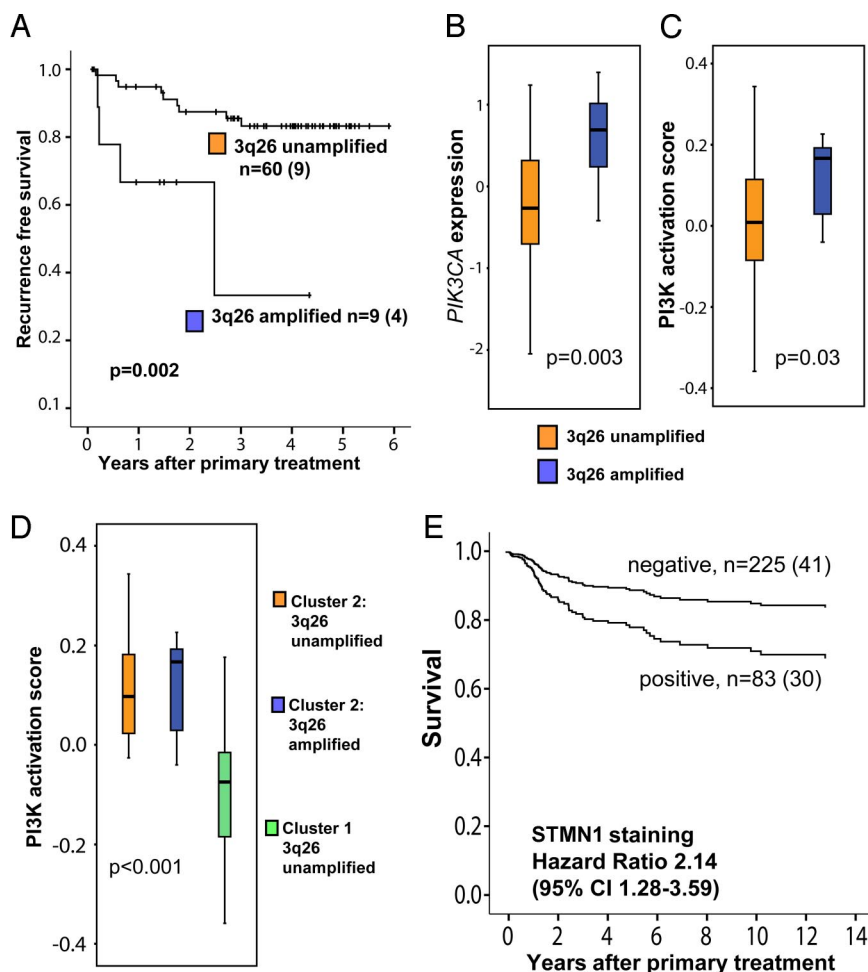 A
Recurrence free survival
1.0
0.8
0.6
0.4
0.2
0.1
3q26 unamplified
n=60 (9)
3q26 amplified n=9 (4)
p=0.002
0 1 2 3 4 5 6
Years after primary treatment
B
PIK3CA expression
1
0
-1
-2
p=0.003
C
PI3K activation score
0.4
0.2
0.0
-0.2
-0.4
p=0.03
3q26 unamplified
3q26 amplified
D
PI3K activation score
0.4
0.2
0.0
-0.2
-0.4
p<0.001
Cluster 2:
3q26
unamplified
Cluster 2:
3q26
amplified
Cluster 1
3q26
unamplified
E
Survival
1.0
0.8
0.6
0.4
0.2
0.0
negative, n=225 (41)
positive, n=83 (30)
STMN1 staining
Hazard Ratio 2.14
(95% CI 1.28-3.59)
0 2 4 6 8 10 12 14
Years after primary treatment